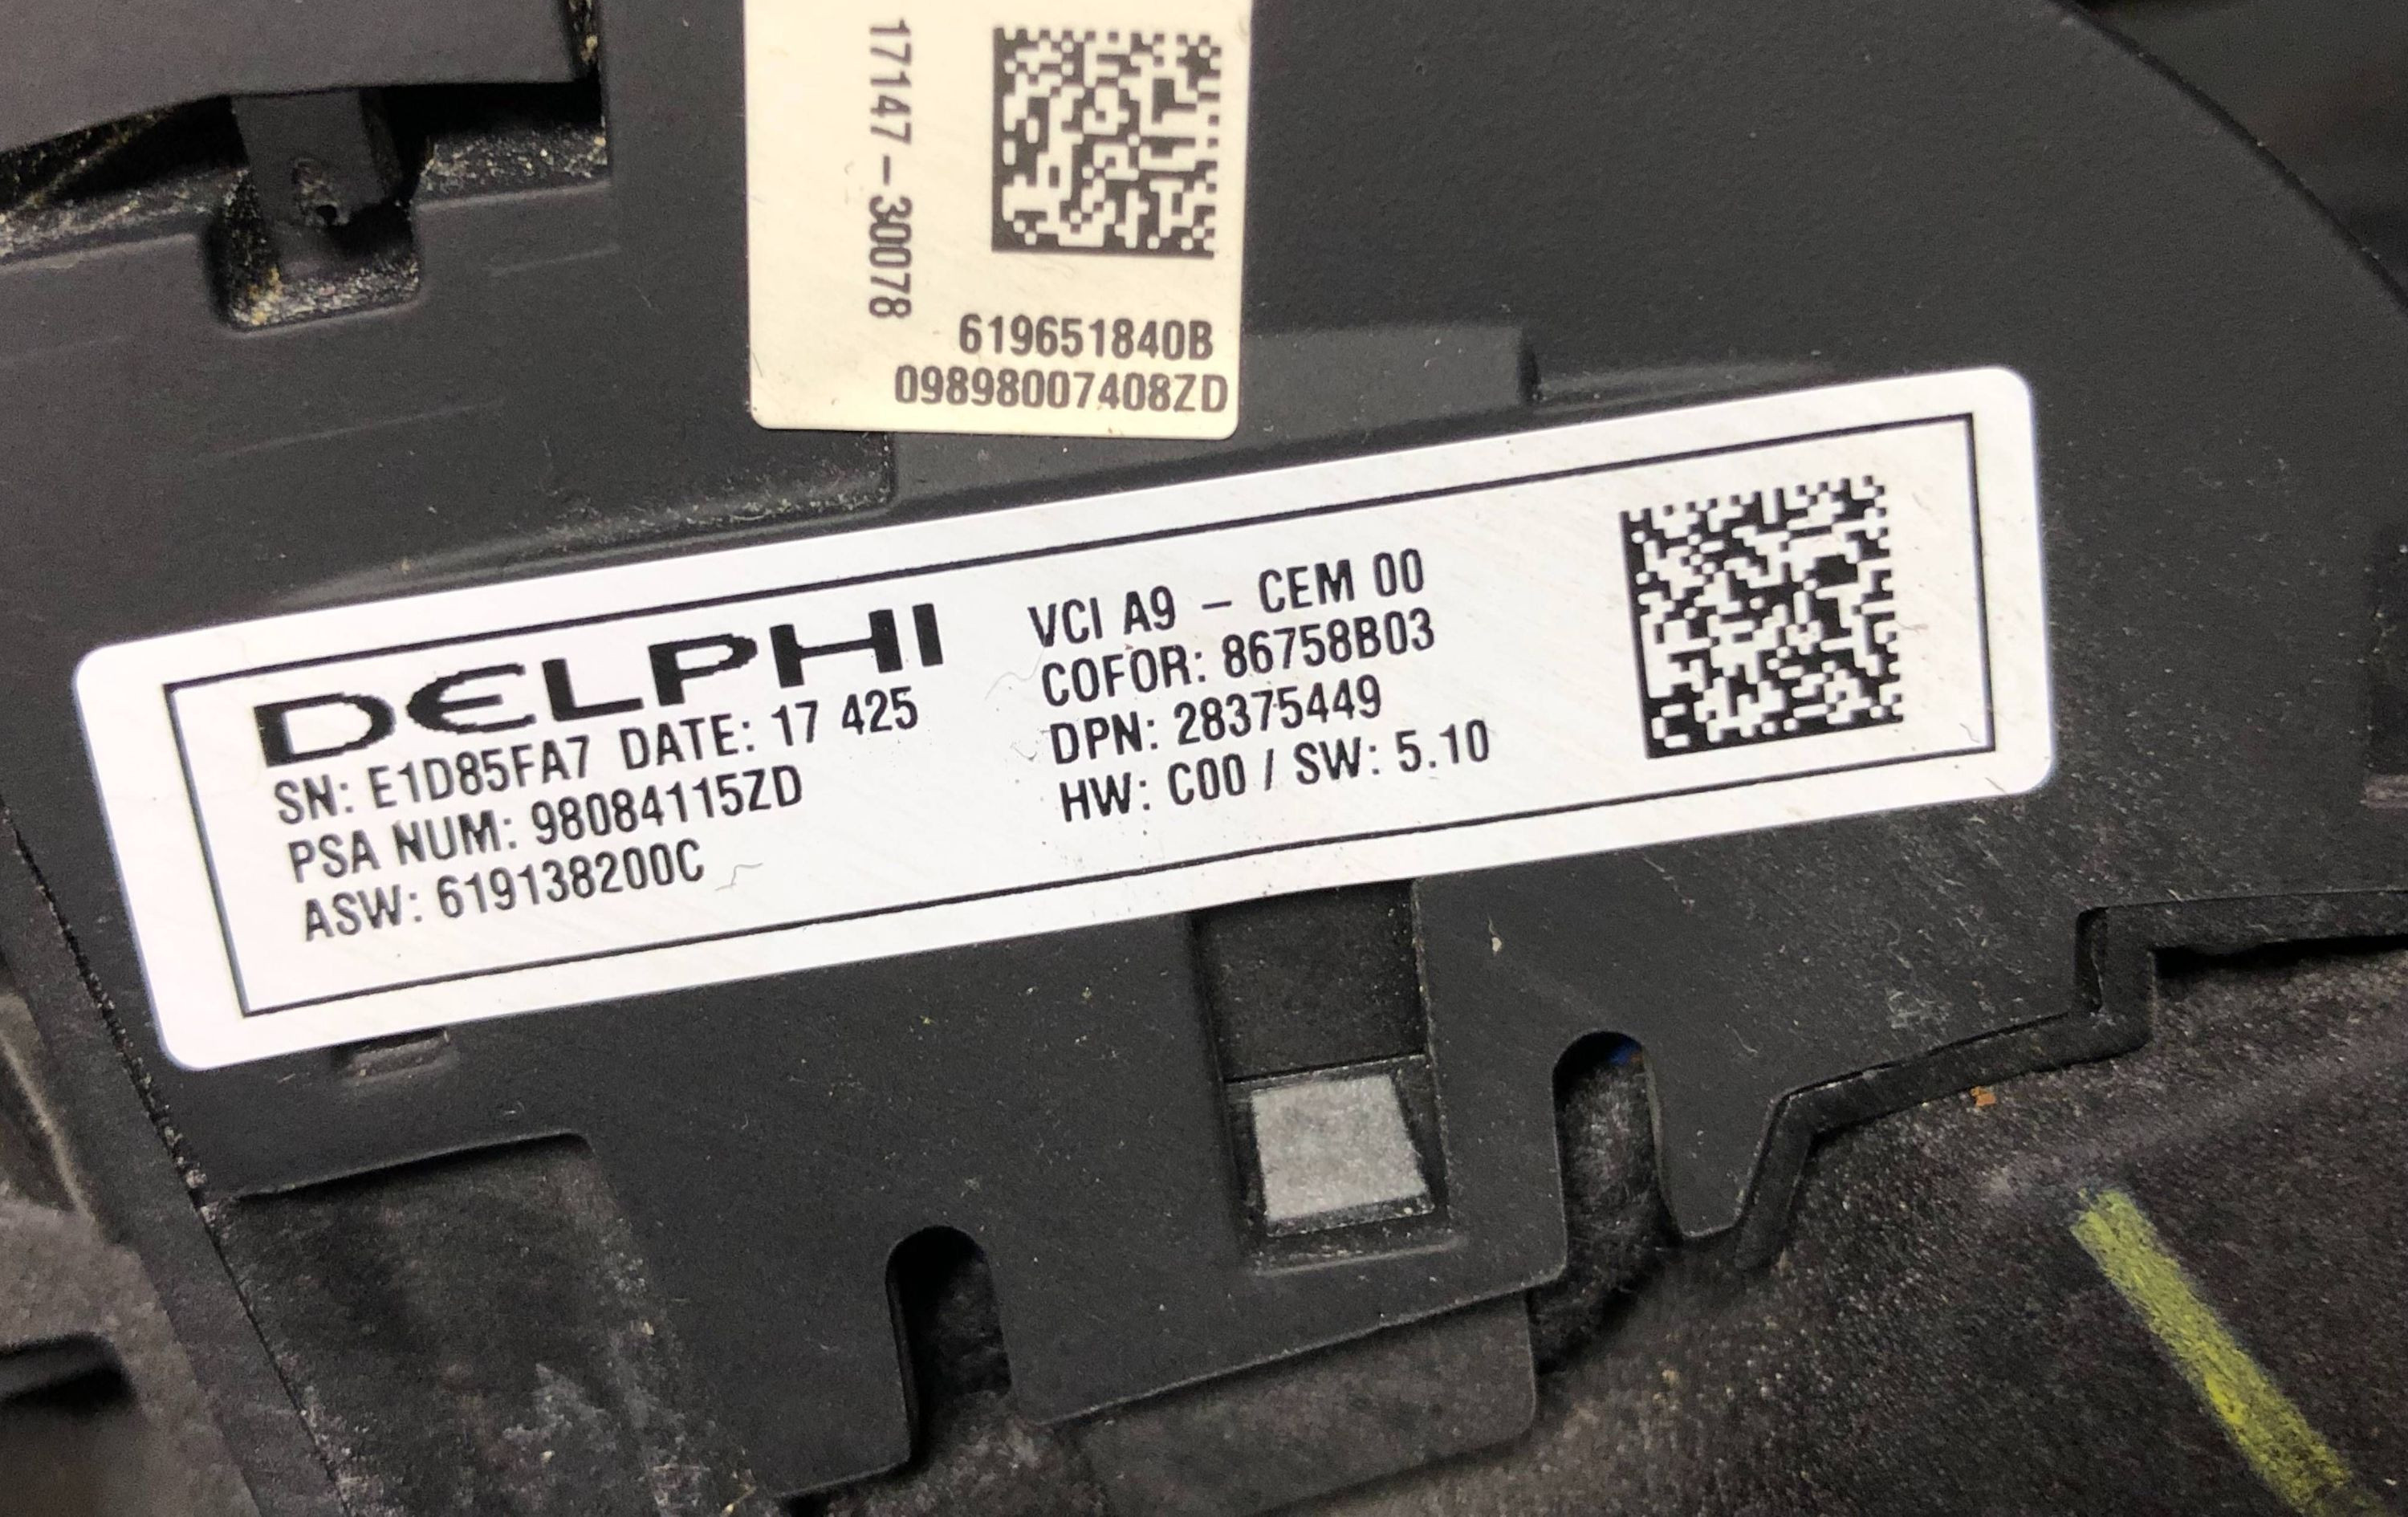 17147-30078
619651840B
09898007408ZD
DELPHI
SN: E1D85FA7 DATE: 17 425
PSA NUM: 98084115ZD
ASW: 619138200C
VCI A9 - CEM 00
COFOR: 86758B03
DPN: 28375449
HW: C00 / SW: 5.10